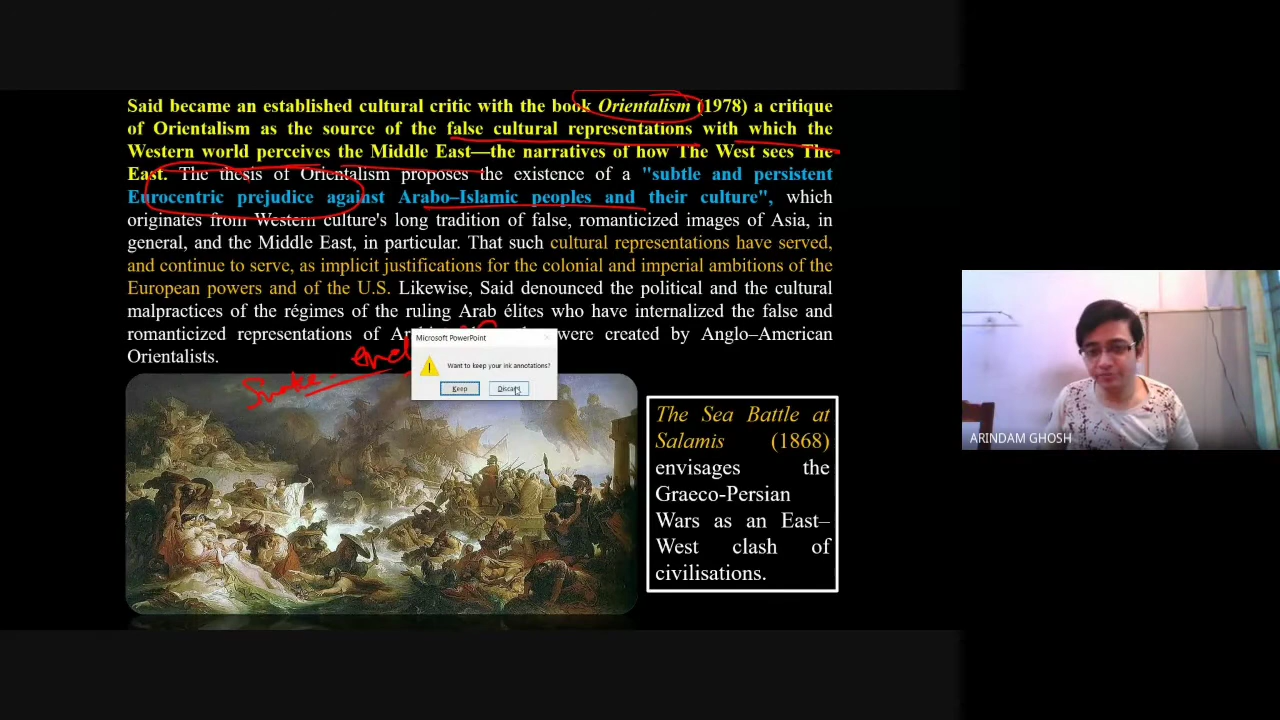 Said became an established cultural critic with the book Orientalism (1978) a critique
of Orientalism as the source of the false cultural representations with which the
Western world perceives the Middle East—the narratives of how The West sees The
East. The thesis of Orientalism proposes the existence of a "subtle and persistent
Eurocentric prejudice against Arabo–Islamic peoples and their culture", which
originates from Western culture's long tradition of false, romanticized images of Asia, in
general, and the Middle East, in particular. That such cultural representations have served,
and continue to serve, as implicit justifications for the colonial and imperial ambitions of the
European powers and of the U.S. Likewise, Said denounced the political and the cultural
malpractices of the régimes of the ruling Arab élites who have internalized the false and
romanticized representations of were created by Anglo–American
Orientalists.
Microsoft PowerPoint
Want to keep your ink annotations?
Keep Discard
The Sea Battle at
Salamis (1868)
envisages the
Graeco-Persian
Wars as an East–
West clash of
civilisations.
ARINDAM GHOSH